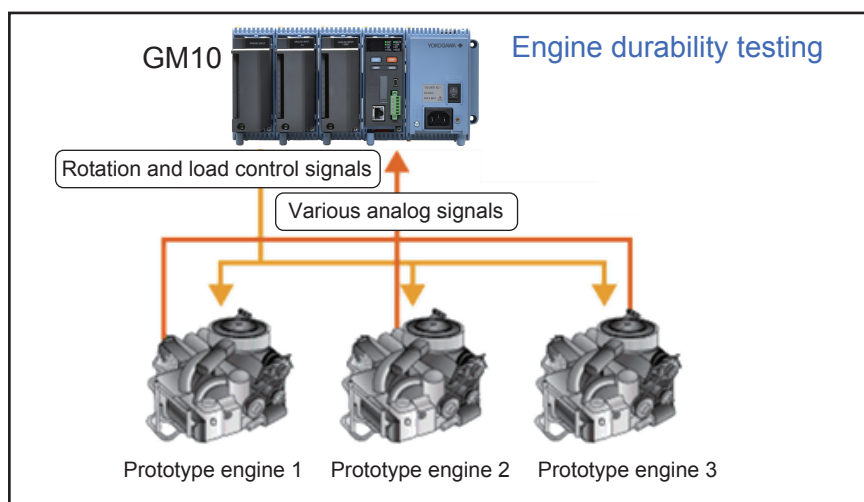 GM10
YOKOGAWA
Engine durability testing
Rotation and load control signals
Various analog signals
Prototype engine 1
Prototype engine 2
Prototype engine 3